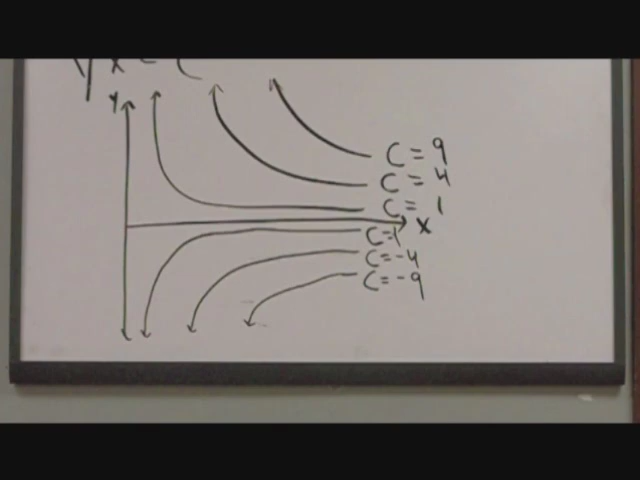 y
C = 9
C = 4
C = 1
x
C=1
C=-4
C=-9